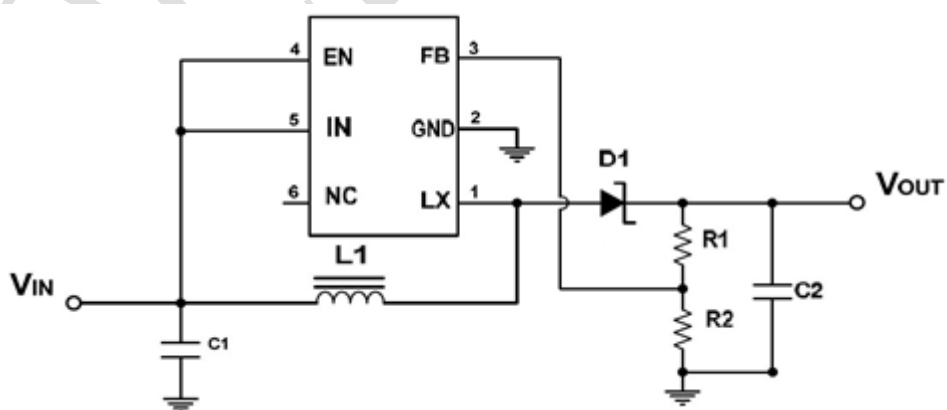 4 EN FB 3
5 IN GND 2
D1
VOUT
6 NC LX 1
R1
L1
VIN
C2
R2
C1